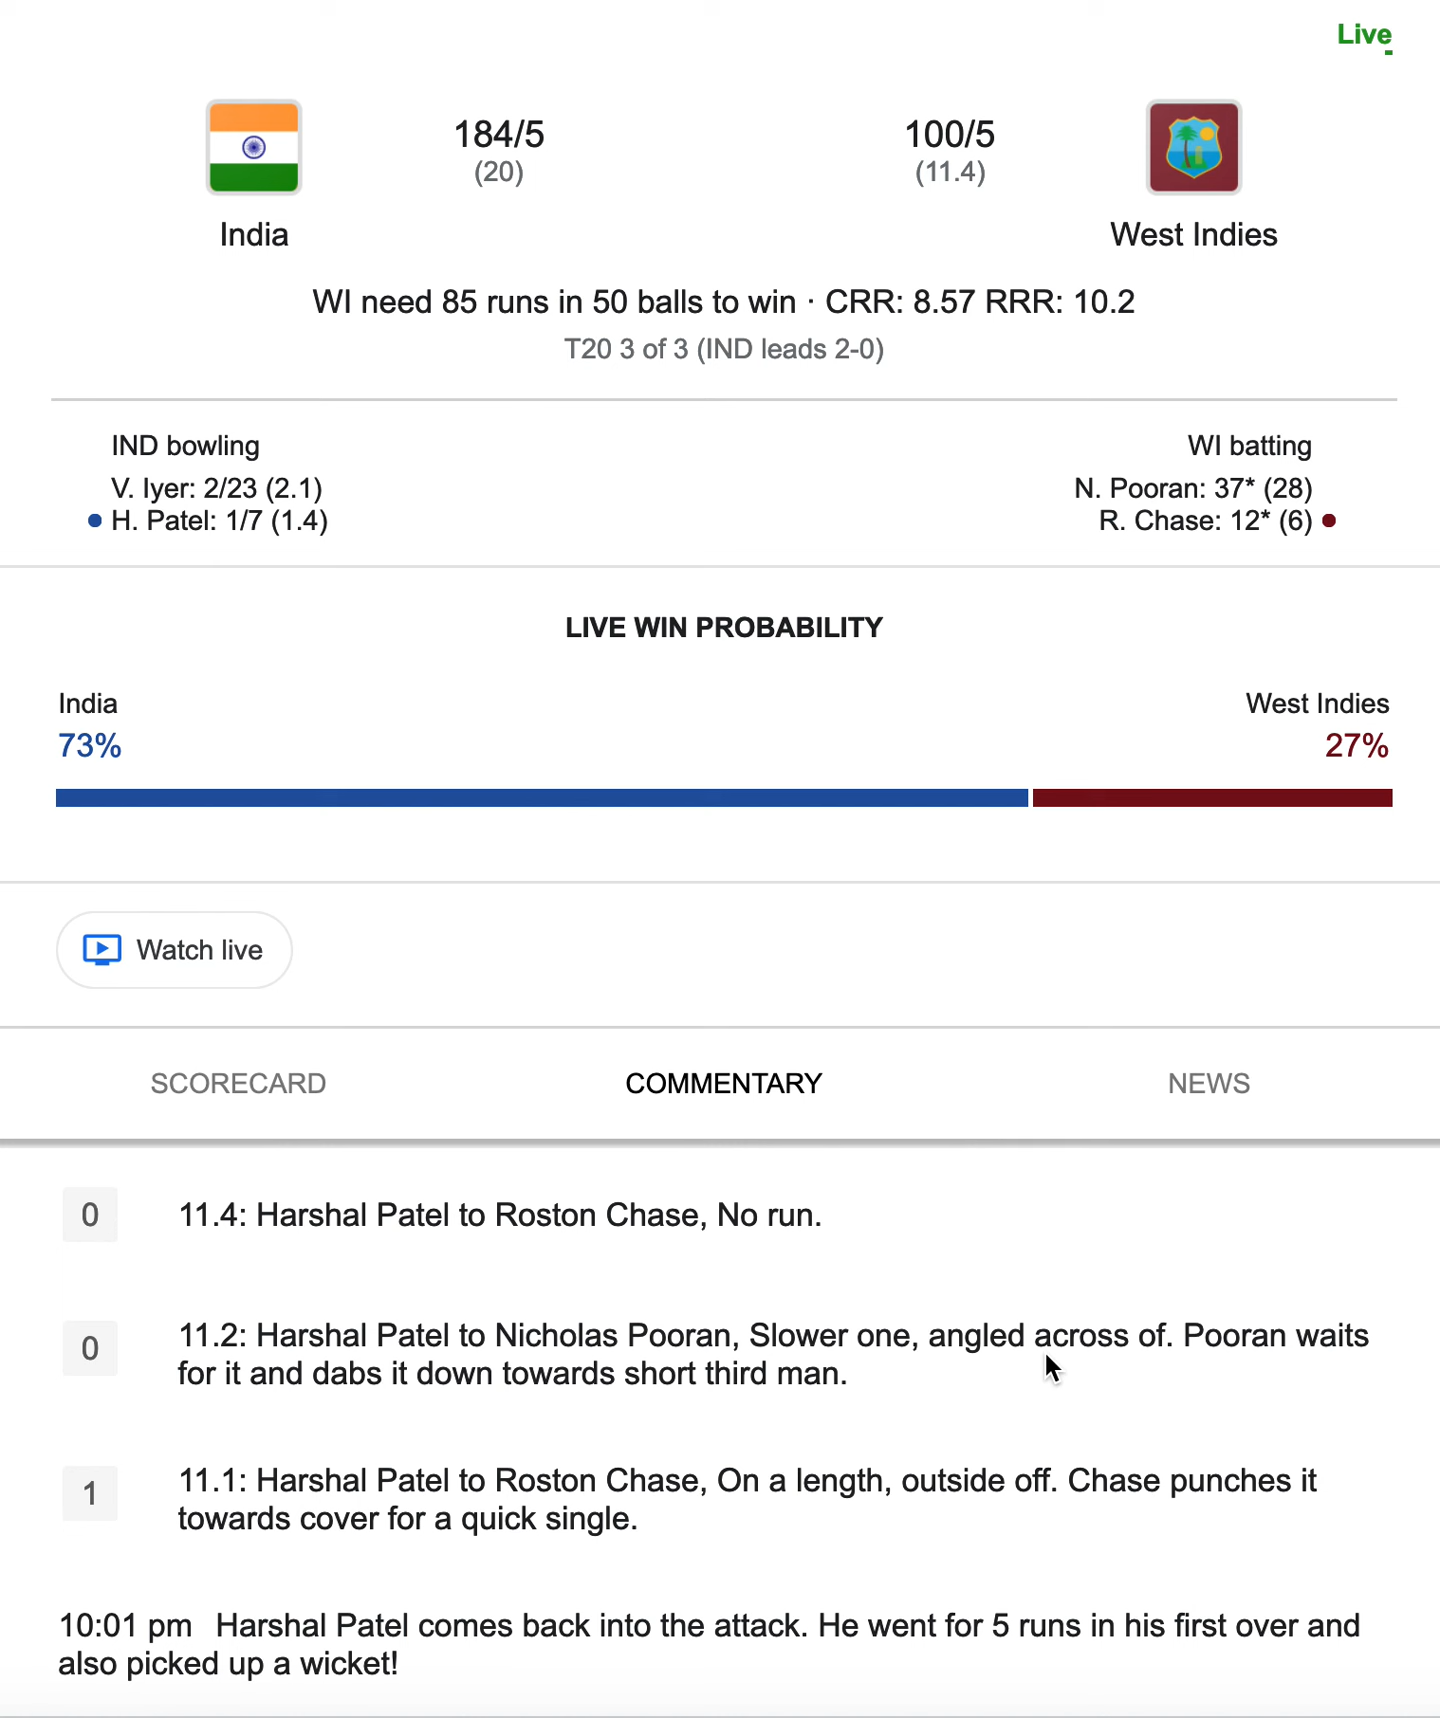 Live
184/5
(20)
100/5
(11.4)
India
West Indies
WI need 85 runs in 50 balls to win · CRR: 8.57 RRR: 10.2
T20 3 of 3 (IND leads 2-0)
IND bowling
V. Iyer: 2/23 (2.1)
H. Patel: 1/7 (1.4)
WI batting
N. Pooran: 37* (28)
R. Chase: 12* (6)
LIVE WIN PROBABILITY
India
73%
West Indies
27%
Watch live
SCORECARD
COMMENTARY
NEWS
0
11.4: Harshal Patel to Roston Chase, No run.
0
11.2: Harshal Patel to Nicholas Pooran, Slower one, angled across of. Pooran waits
for it and dabs it down towards short third man.
1
11.1: Harshal Patel to Roston Chase, On a length, outside off. Chase punches it
towards cover for a quick single.
10:01 pm Harshal Patel comes back into the attack. He went for 5 runs in his first over and
also picked up a wicket!